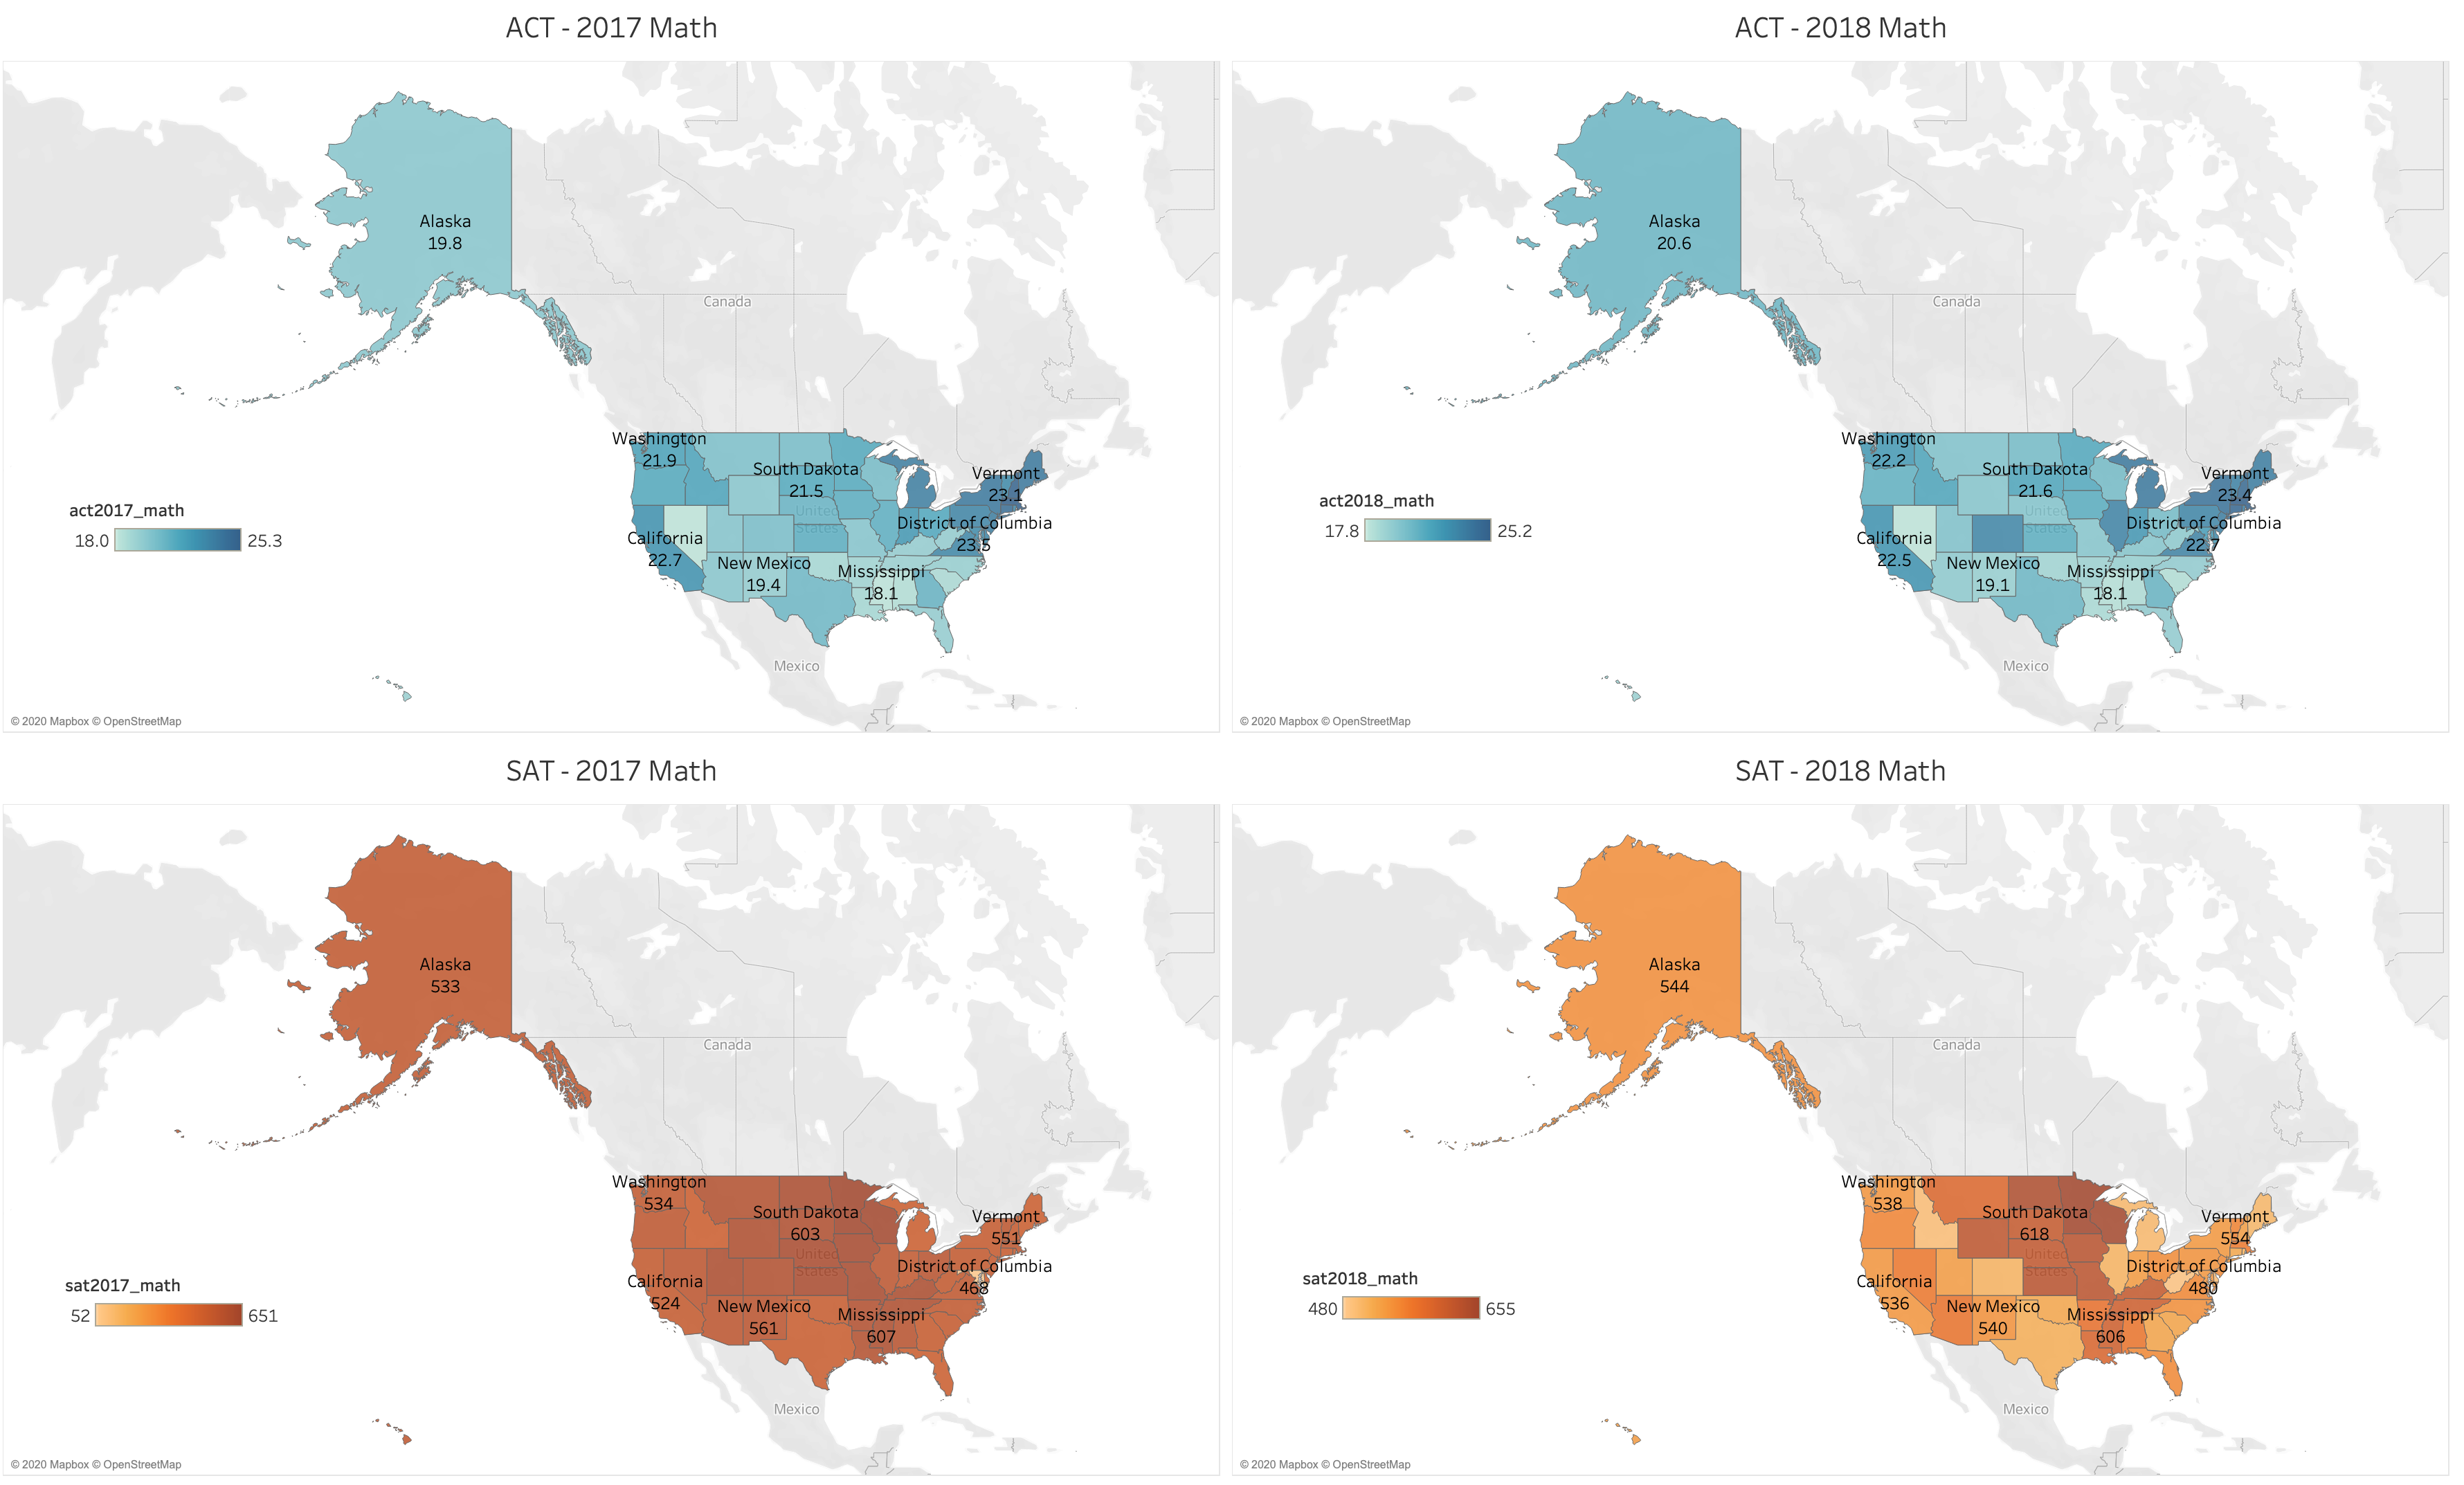 ACT - 2017 Math
Alaska
19.8
Canada
Washington
21.9
South Dakota
21.5
Vermont
23.1
United
States
District of Columbia
23.5
California
22.7
New Mexico
19.4
Mississippi
18.1
Mexico
act2017_math
18.0
25.3
© 2020 Mapbox © OpenStreetMap
ACT - 2018 Math
Alaska
20.6
Canada
Washington
22.2
South Dakota
21.6
Vermont
23.4
United
States
District of Columbia
22.7
California
22.5
New Mexico
19.1
Mississippi
18.1
Mexico
act2018_math
17.8
25.2
© 2020 Mapbox © OpenStreetMap
SAT - 2017 Math
Alaska
533
Canada
Washington
534
South Dakota
603
Vermont
551
United
States
District of Columbia
468
California
524
New Mexico
561
Mississippi
607
Mexico
sat2017_math
52
651
© 2020 Mapbox © OpenStreetMap
SAT - 2018 Math
Alaska
544
Canada
Washington
538
South Dakota
618
Vermont
554
United
States
District of Columbia
480
California
536
New Mexico
540
Mississippi
606
Mexico
sat2018_math
480
655
© 2020 Mapbox © OpenStreetMap